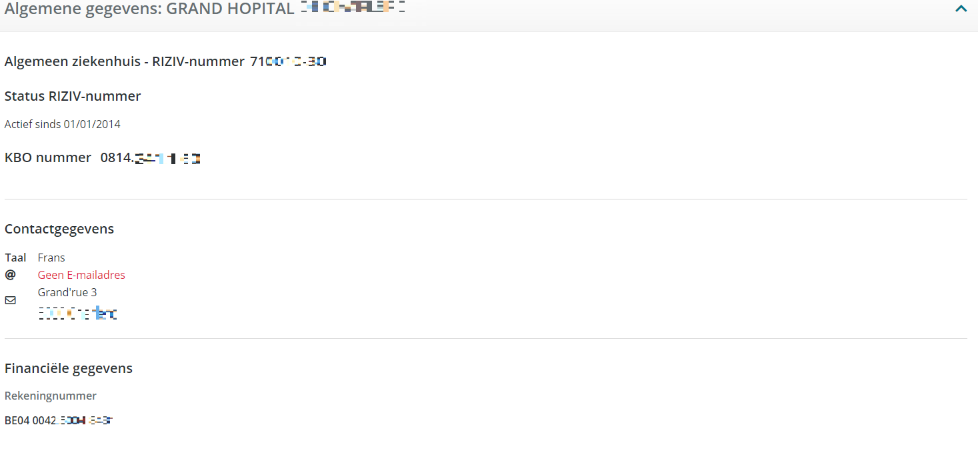 Algemene gegevens: GRAND HOPITAL
Algemeen ziekenhuis - RIZIV-nummer
Status RIZIV-nummer
Actief sinds 01/01/2014
KBO nummer 0814.
Contactgegevens
Taal Frans
@ Geen E-mailadres
Grand'rue 3
Financiële gegevens
Rekeningnummer
BE04 0042